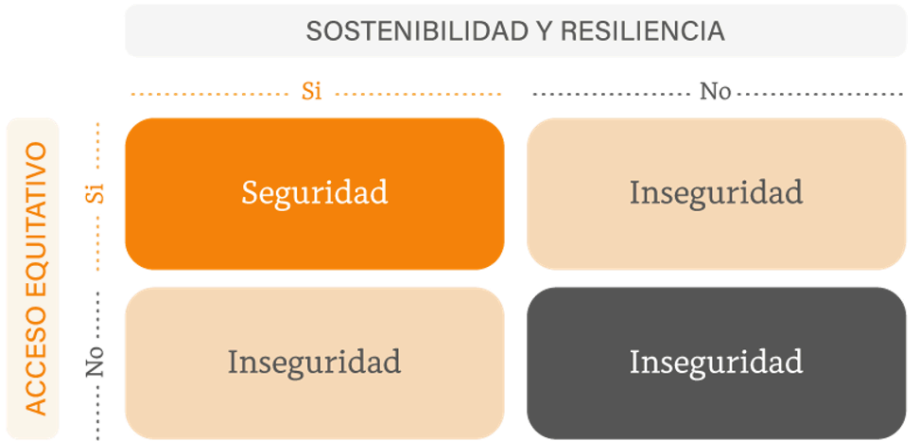 SOSTENIBILIDAD Y RESILIENCIA
Si
No
ACCESO EQUITATIVO
Si
Seguridad
Inseguridad
No
Inseguridad
Inseguridad